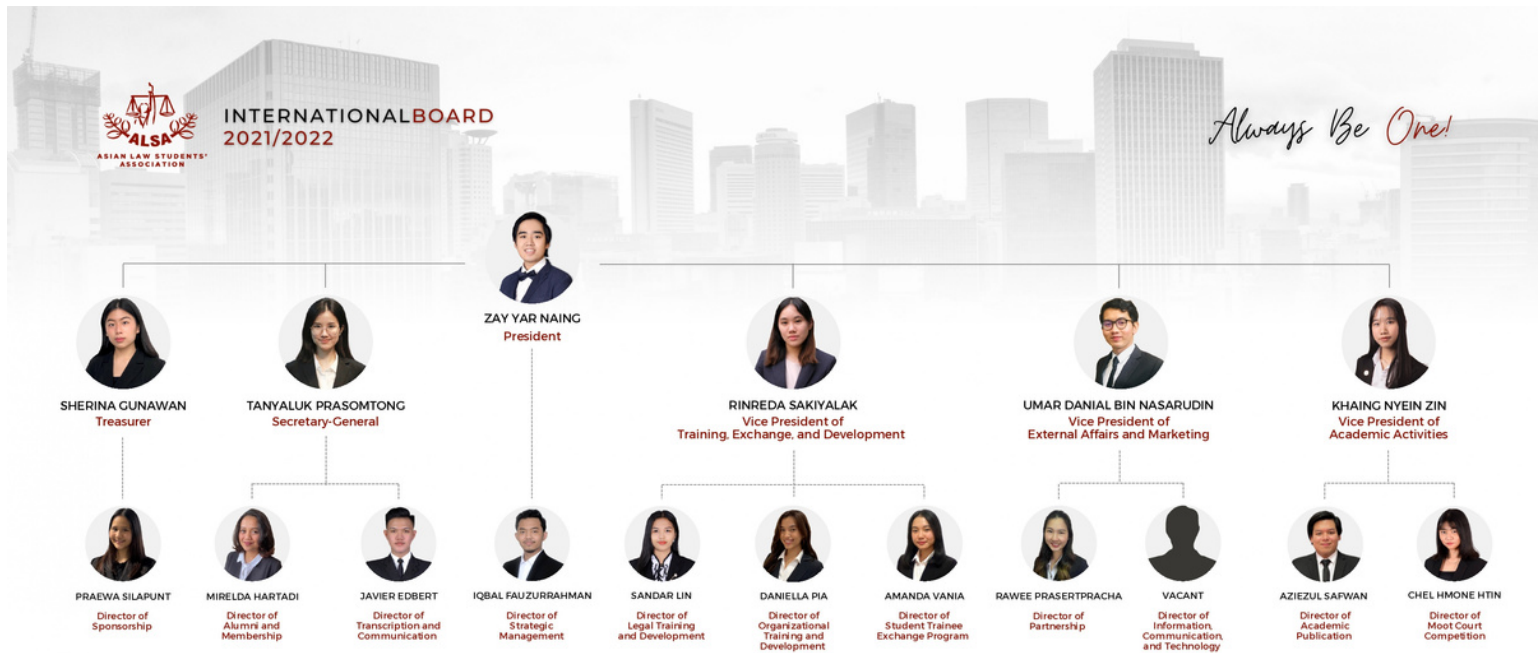 ALSA
ASIAN LAW STUDENTS'
ASSOCIATION
INTERNATIONALBOARD
2021/2022
Always Be One!
ZAY YAR NAING
President
SHERINA GUNAWAN
Treasurer
TANYALUK PRASOMTONG
Secretary-General
RINREDA SAKIYALAK
Vice President of
Training, Exchange, and Development
UMAR DANIAL BIN NASARUDIN
Vice President of
External Affairs and Marketing
KHAING NYEIN ZIN
Vice President of
Academic Activities
PRAEWA SILAPUNT
Director of
Sponsorship
MIRELDA HARTADI
Director of
Alumni and
Membership
JAVIER EDBERT
Director of
Transcription and
Communication
IQBAL FAUZURRAHMAN
Director of
Strategic
Management
SANDAR LIN
Director of
Legal Training
and Development
DANIELLA PIA
Director of
Organizational
Training and
Development
AMANDA VANIA
Director of
Student Trainee
Exchange Program
RAWEE PRASERTPRACHA
Director of
Partnership
VACANT
Director of
Information,
Communication,
and Technology
AZIEZUL SAFWAN
Director of
Academic
Publication
CHEL HMONE HTIN
Director of
Moot Court
Competition